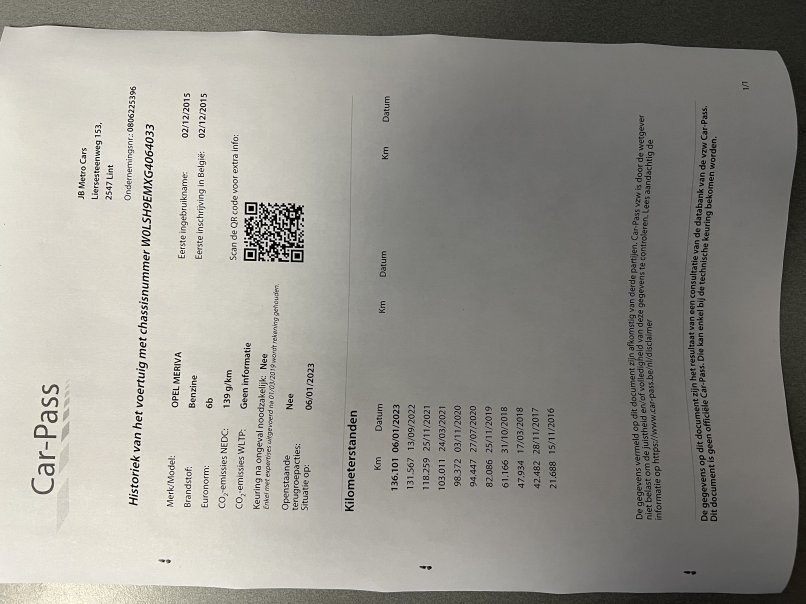 Car-Pass
JB Metro Cars
Liersesteenweg 153,
2547 Lint
Ondernemingsnr.: 0806225396
Historiek van het voertuig met chassisnummer W0LSH9EMXG4064033
Merk/Model: OPEL MERIVA
Brandstof: Benzine
Euronorm: 6b
CO2-emissies NEDC: 139 g/km
CO2-emissies WLTP: Geen informatie
Keuring na ongeval noodzakelijk: Nee
Enkel met expertises uitgevoerd na 01/03/2019 wordt rekening gehouden.
Openstaande
terugroepacties: Nee
Situatie op: 06/01/2023
Eerste ingebruikname: 02/12/2015
Eerste inschrijving in België: 02/12/2015
Scan de QR code voor extra info:
Kilometerstanden
Km Datum Km Datum Km Datum
136.101 06/01/2023
131.567 13/09/2022
118.259 25/11/2021
103.011 24/03/2021
98.372 03/11/2020
94.447 27/07/2020
82.086 25/11/2019
61.166 31/10/2018
47.934 17/03/2018
42.482 28/11/2017
21.688 15/11/2016
De gegevens vermeld op dit document zijn afkomstig van derde partijen. Car-Pass vzw is door de wetgever
niet belast om de juistheid en/of volledigheid van deze gegevens te controleren. Lees aandachtig de
informatie op https://www.car-pass.be/nl/disclaimer
De gegevens op dit document zijn het resultaat van een consultatie van de databank van de vzw Car-Pass.
Dit document is geen officiële Car-Pass. Die kan enkel bij de technische keuring bekomen worden.
1/1